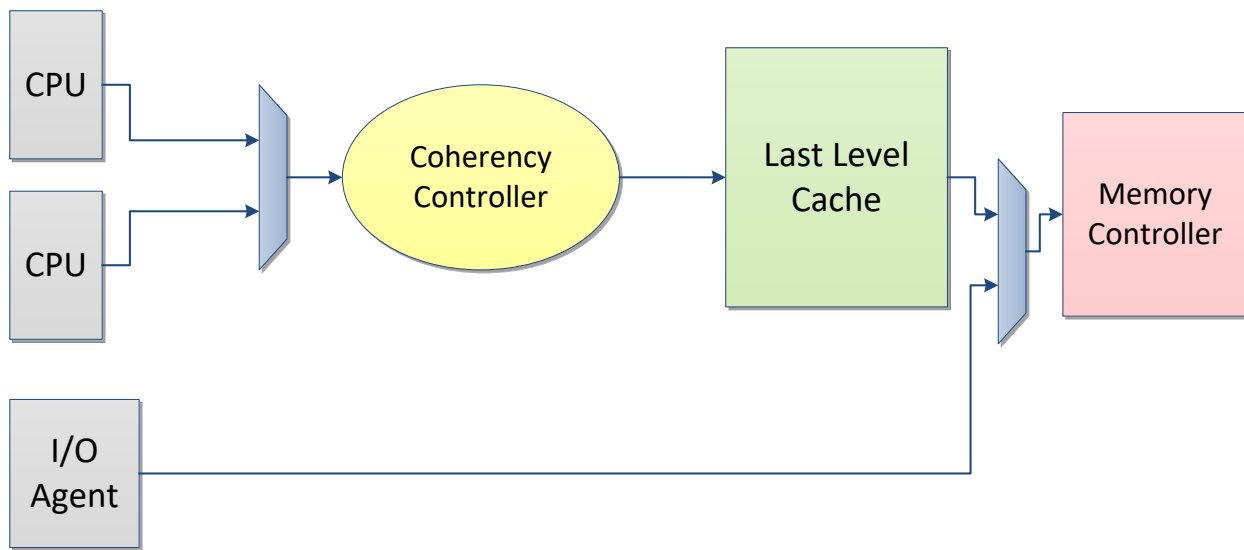 CPU
CPU
I/O
Agent
Coherency
Controller
Last Level
Cache
Memory
Controller